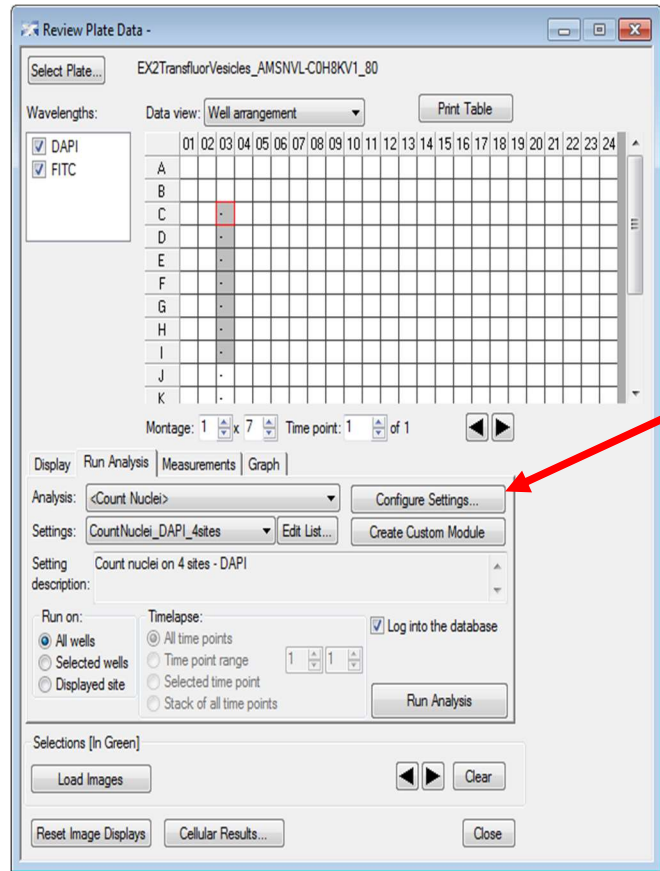 Review Plate Data -
Select Plate... EX2TransfluorVesicles_AMSNVL-C0H8KV1_80
Wavelengths: Data view: Well arrangement Print Table
DAPI
FITC
01 02 03 04 05 06 07 08 09 10 11 12 13 14 15 16 17 18 19 20 21 22 23 24
A
B
C -
D -
E -
F -
G -
H -
I -
J -
K -
Montage: 1 x 7 Time point: 1 of 1
Display Run Analysis Measurements Graph
Analysis: <Count Nuclei> Configure Settings...
Settings: CountNuclei_DAPI_4sites Edit List... Create Custom Module
Setting description: Count nuclei on 4 sites - DAPI
Run on: Timelapse:
All wells All time points Log into the database
Selected wells Time point range 1 1
Displayed site Selected time point
Stack of all time points Run Analysis
Selections [In Green]
Load Images Clear
Reset Image Displays Cellular Results... Close